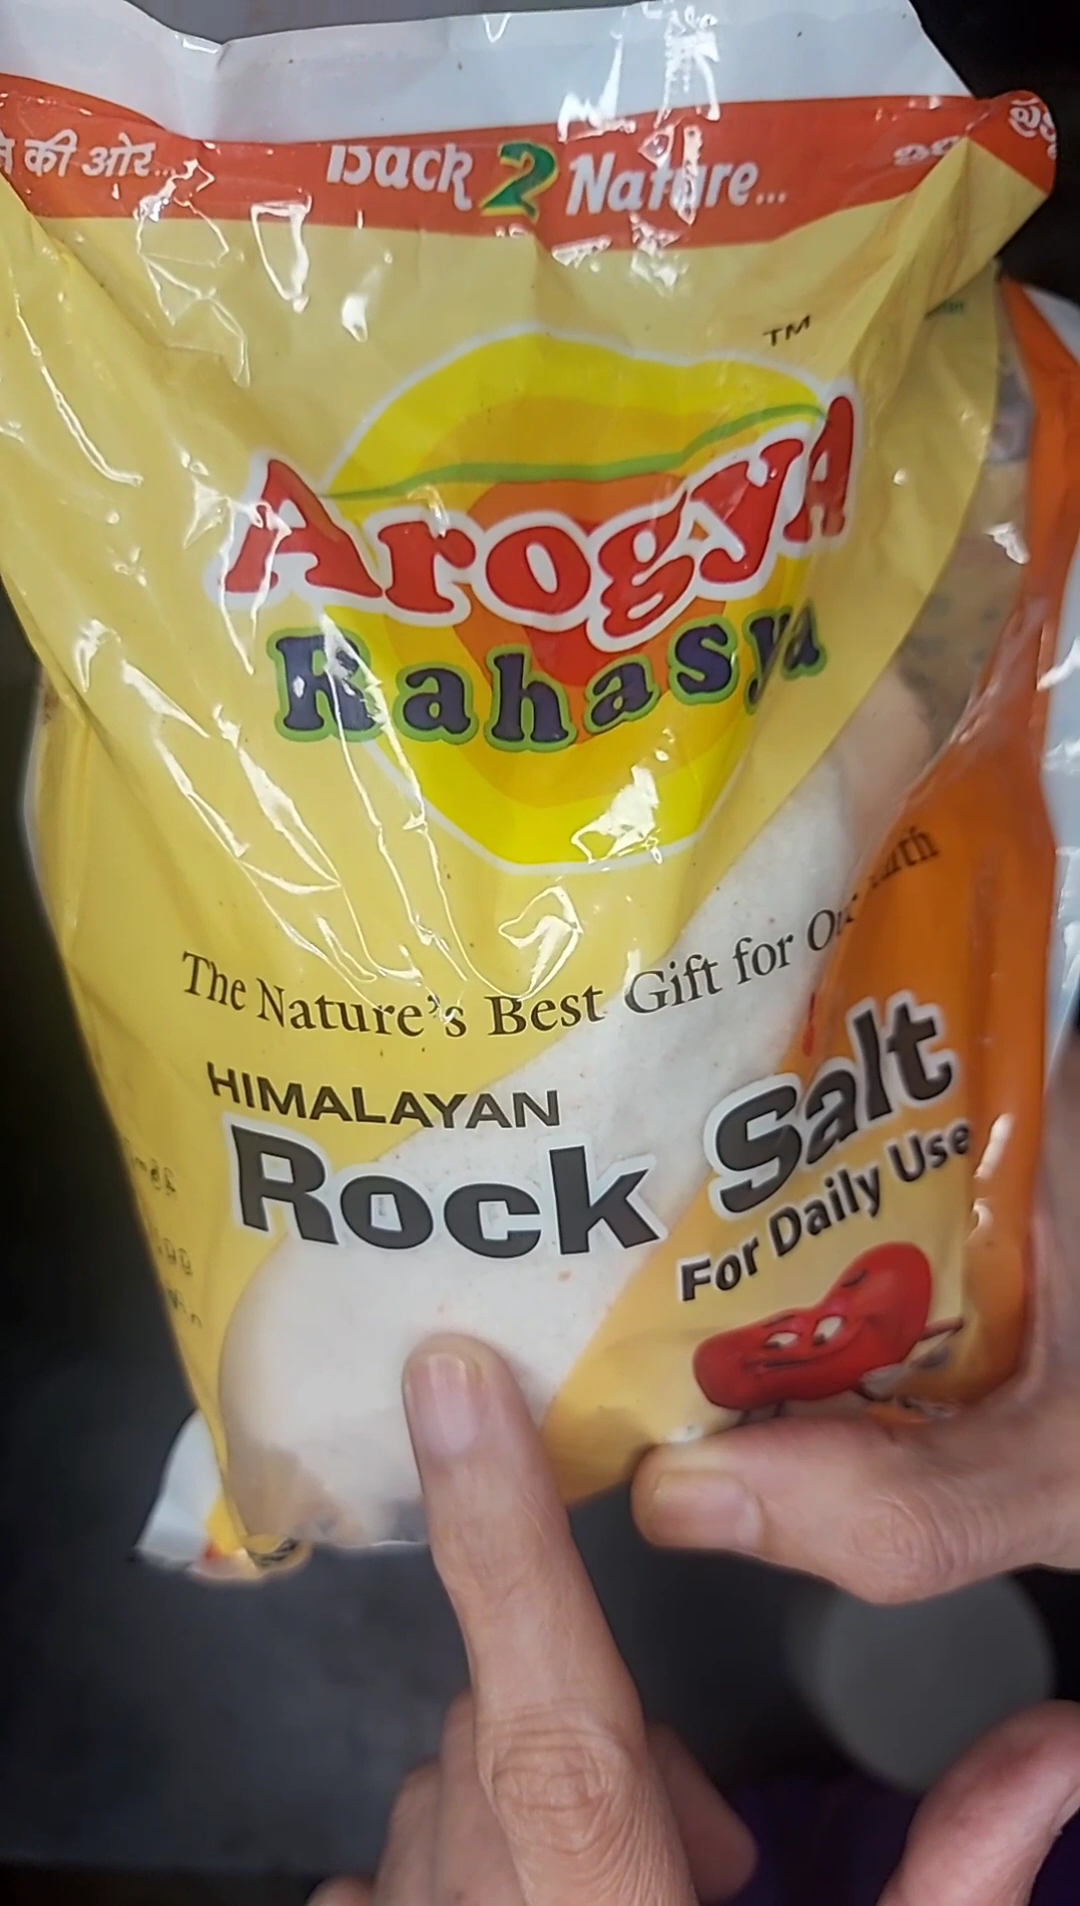 की ओर...
Back 2 Nature...
TM
Arogya
Rahasya
The Nature's Best Gift for Our
HIMALAYAN
Rock Salt
For Daily Use